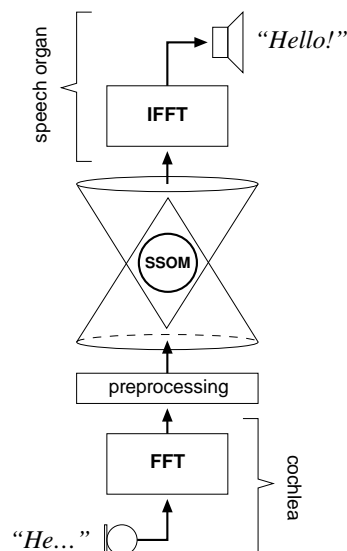 “Hello!”
speech organ
IFFT
SSOM
preprocessing
FFT
cochlea
“He…”